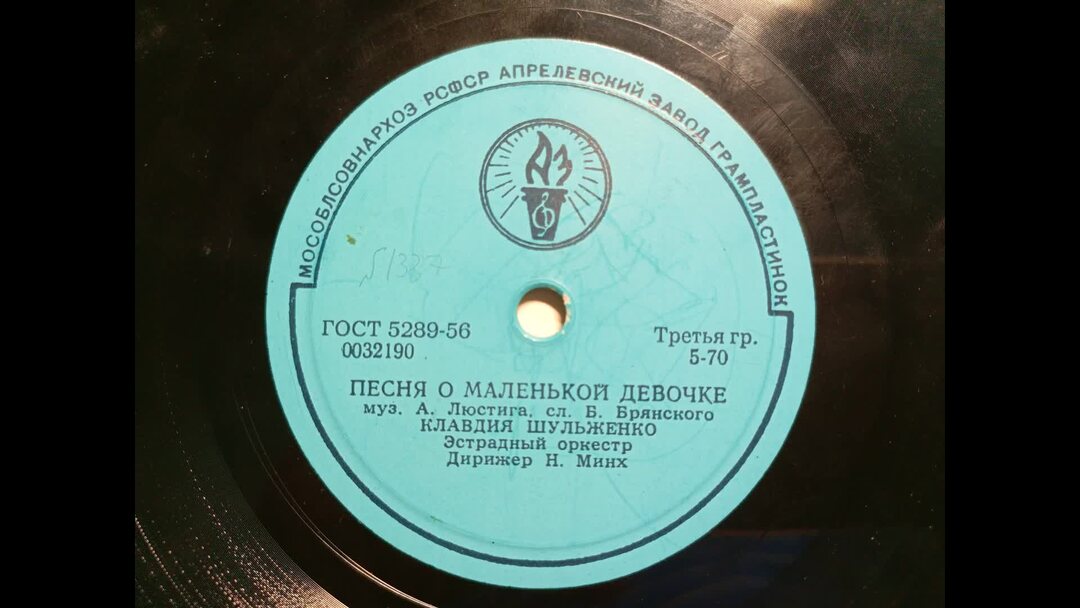 МОСОБЛСОВНАРХОЗ РСФСР АПРЕЛЕВСКИЙ ЗАВОД ГРАМПЛАСТИНОК
АЗ
ГОСТ 5289-56
0032190
Третья гр.
5-70
ПЕСНЯ О МАЛЕНЬКОЙ ДЕВОЧКЕ
муз. А. Люстига, сл. Б. Брянского
КЛАВДИЯ ШУЛЬЖЕНКО
Эстрадный оркестр
Дирижер Н. Минх